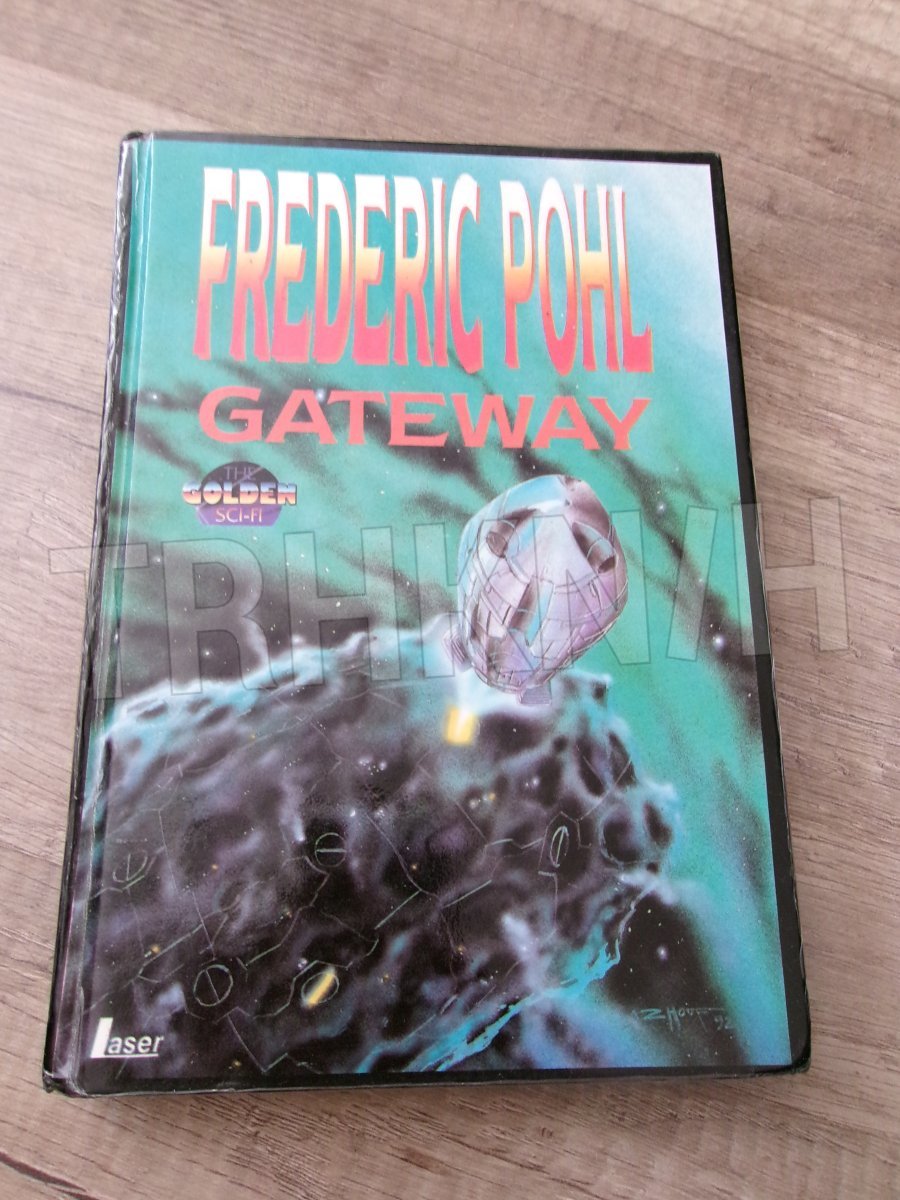 FREDERIC POHL
GATEWAY
THE
GOLDEN
SCI-FI
TRHKNIH
laser